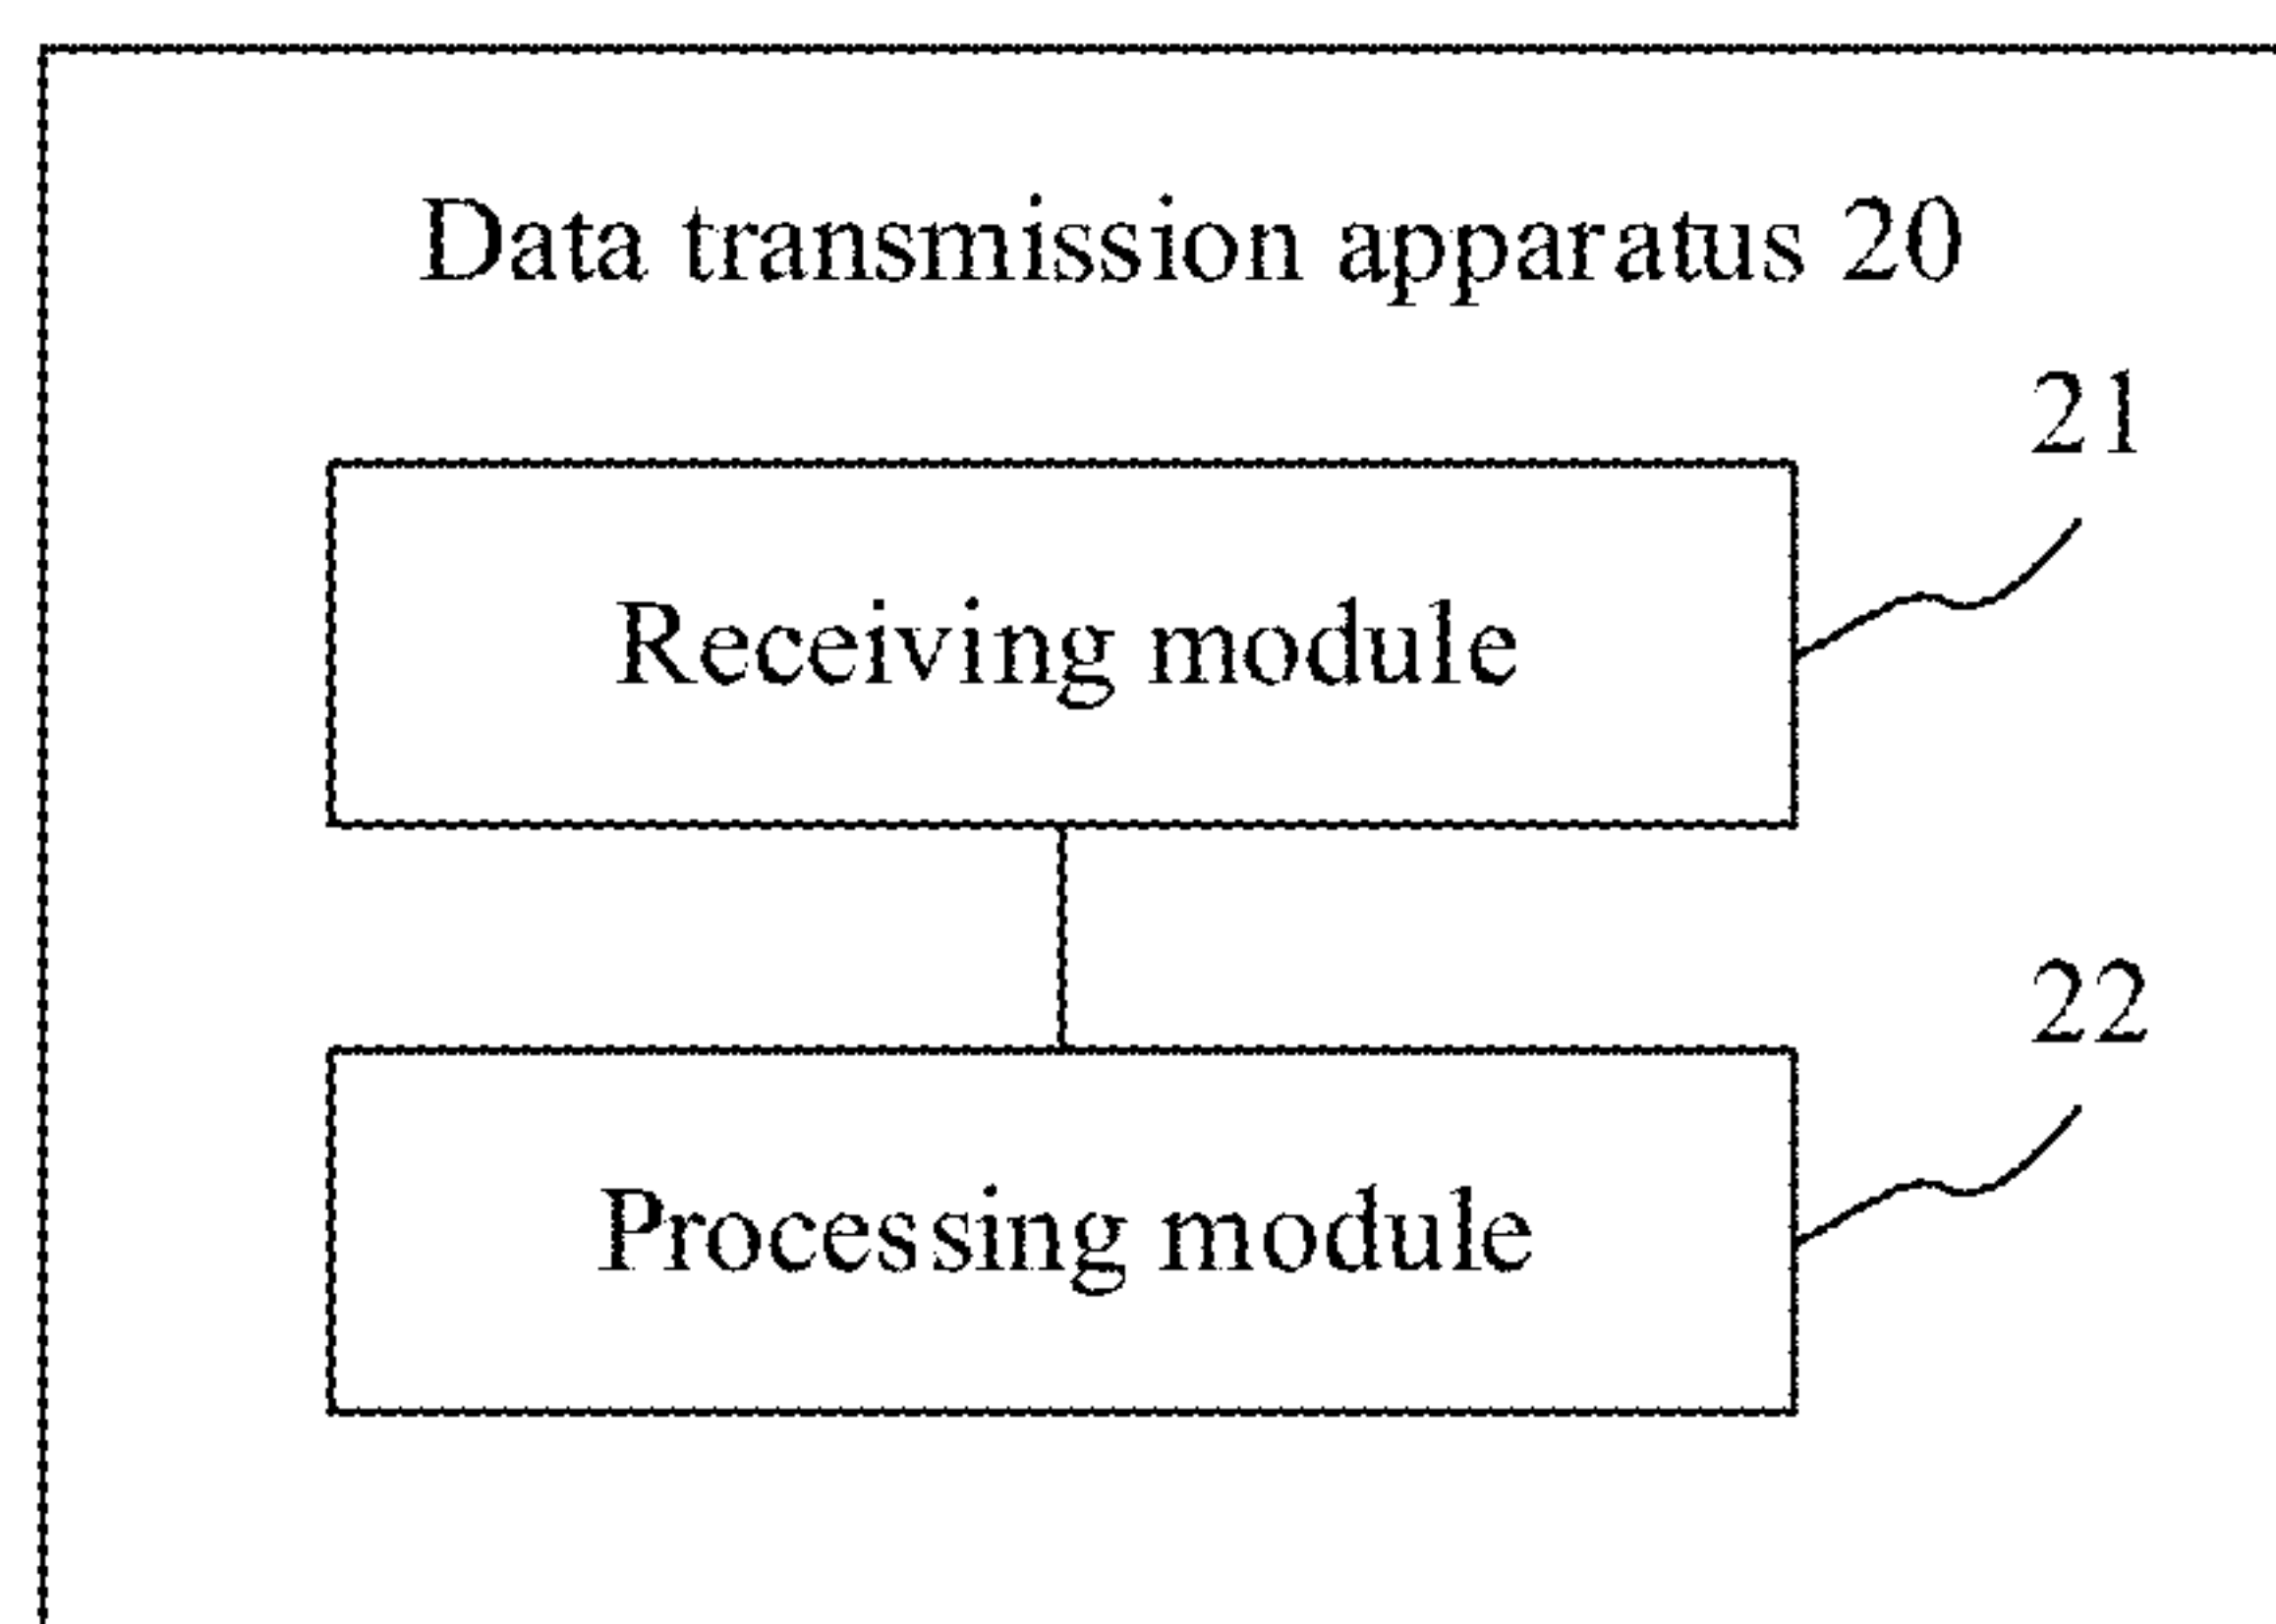 Data transmission apparatus 20
21
Receiving module
22
Processing module